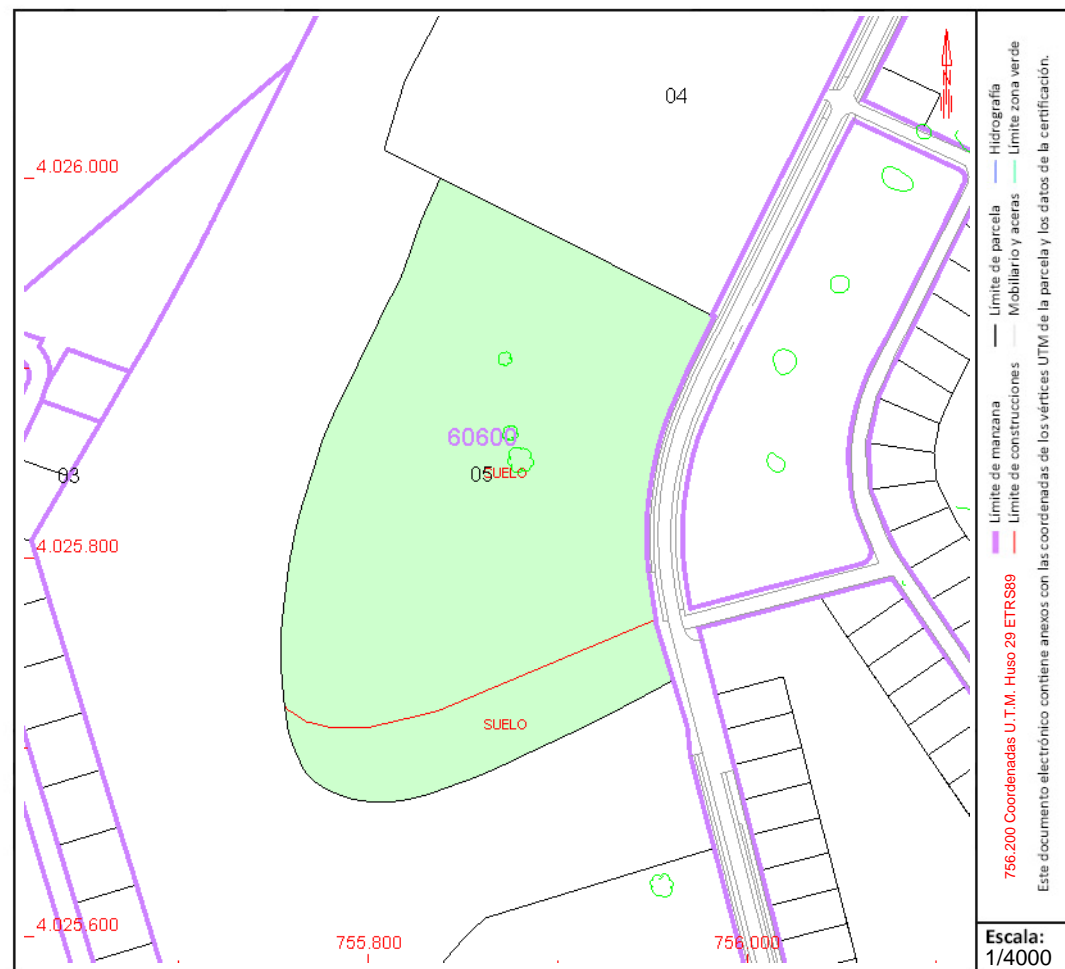 04
4.026.000
60600
05
SUELO
03
4.025.800
SUELO
4.025.600
755.800
756.000
N
756.200 Coordenadas U.T.M. Huso 29 ETRS89
Límite de manzana
Límite de parcela
Hidrografía
Límite de construcciones
Mobiliario y aceras
Límite zona verde
Este documento electrónico contiene anexos con las coordenadas de los vértices UTM de la parcela y los datos de la certificación.
Escala:
1/4000